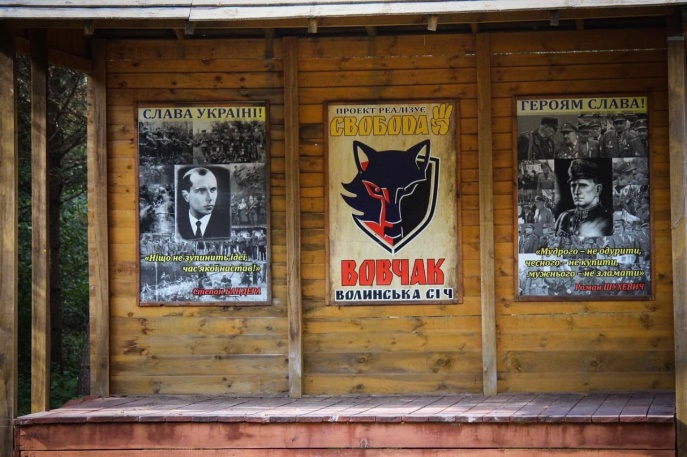 СЛАВА УКРАЇНІ!
«Ніщо не зупинить ідеї,
час якої настав!»
Степан БАНДЕРА
ПРОЕКТ РЕАЛІЗУЄ
СВОБОДА
ВОВЧАК
ВОЛИНСЬКА СІЧ
ГЕРОЯМ СЛАВА!
«Мудрого - не одурити,
чесного - не купити,
мужнього - не зламати»
Роман ШУХЕВИЧ